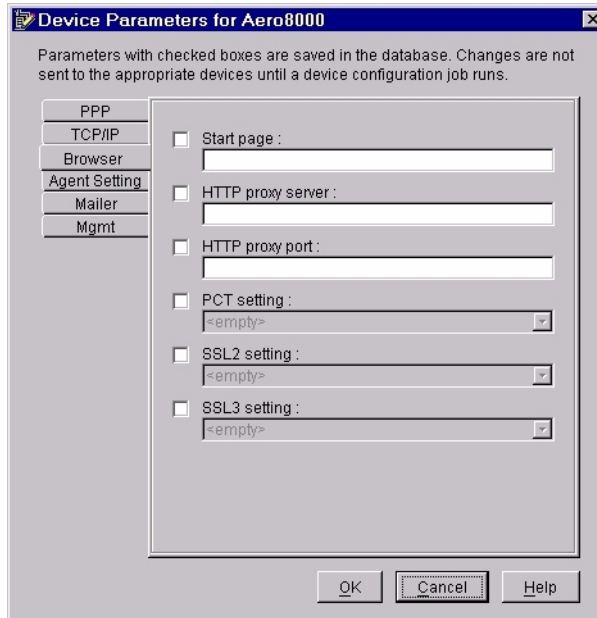 Device Parameters for Aero8000
Parameters with checked boxes are saved in the database. Changes are not
sent to the appropriate devices until a device configuration job runs.
PPP
TCP/IP
Browser
Agent Setting
Mailer
Mgmt
Start page :
HTTP proxy server :
HTTP proxy port :
PCT setting :
<empty>
SSL2 setting :
<empty>
SSL3 setting :
<empty>
OK
Cancel
Help